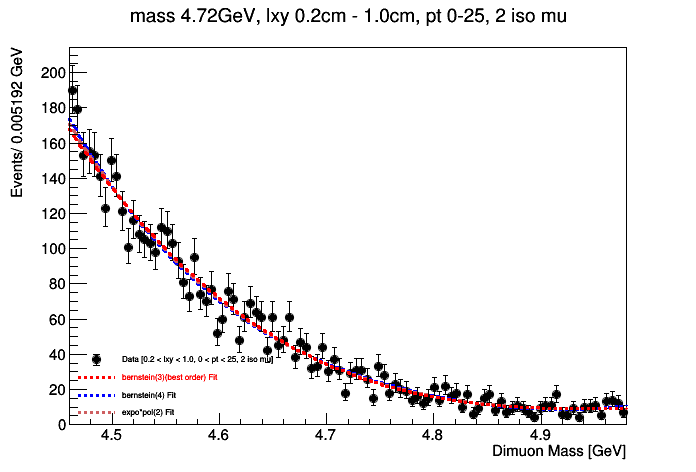 mass 4.72GeV, lxy 0.2cm - 1.0cm, pt 0-25, 2 iso mu
Events/ 0.005192 GeV
200
180
160
140
120
100
80
60
40
20
0
Data [0.2 < lxy < 1.0, 0 < pt < 25, 2 iso mu]
bernstein(3)(best order) Fit
bernstein(4) Fit
expo*pol(2) Fit
4.5 4.6 4.7 4.8 4.9
Dimuon Mass [GeV]